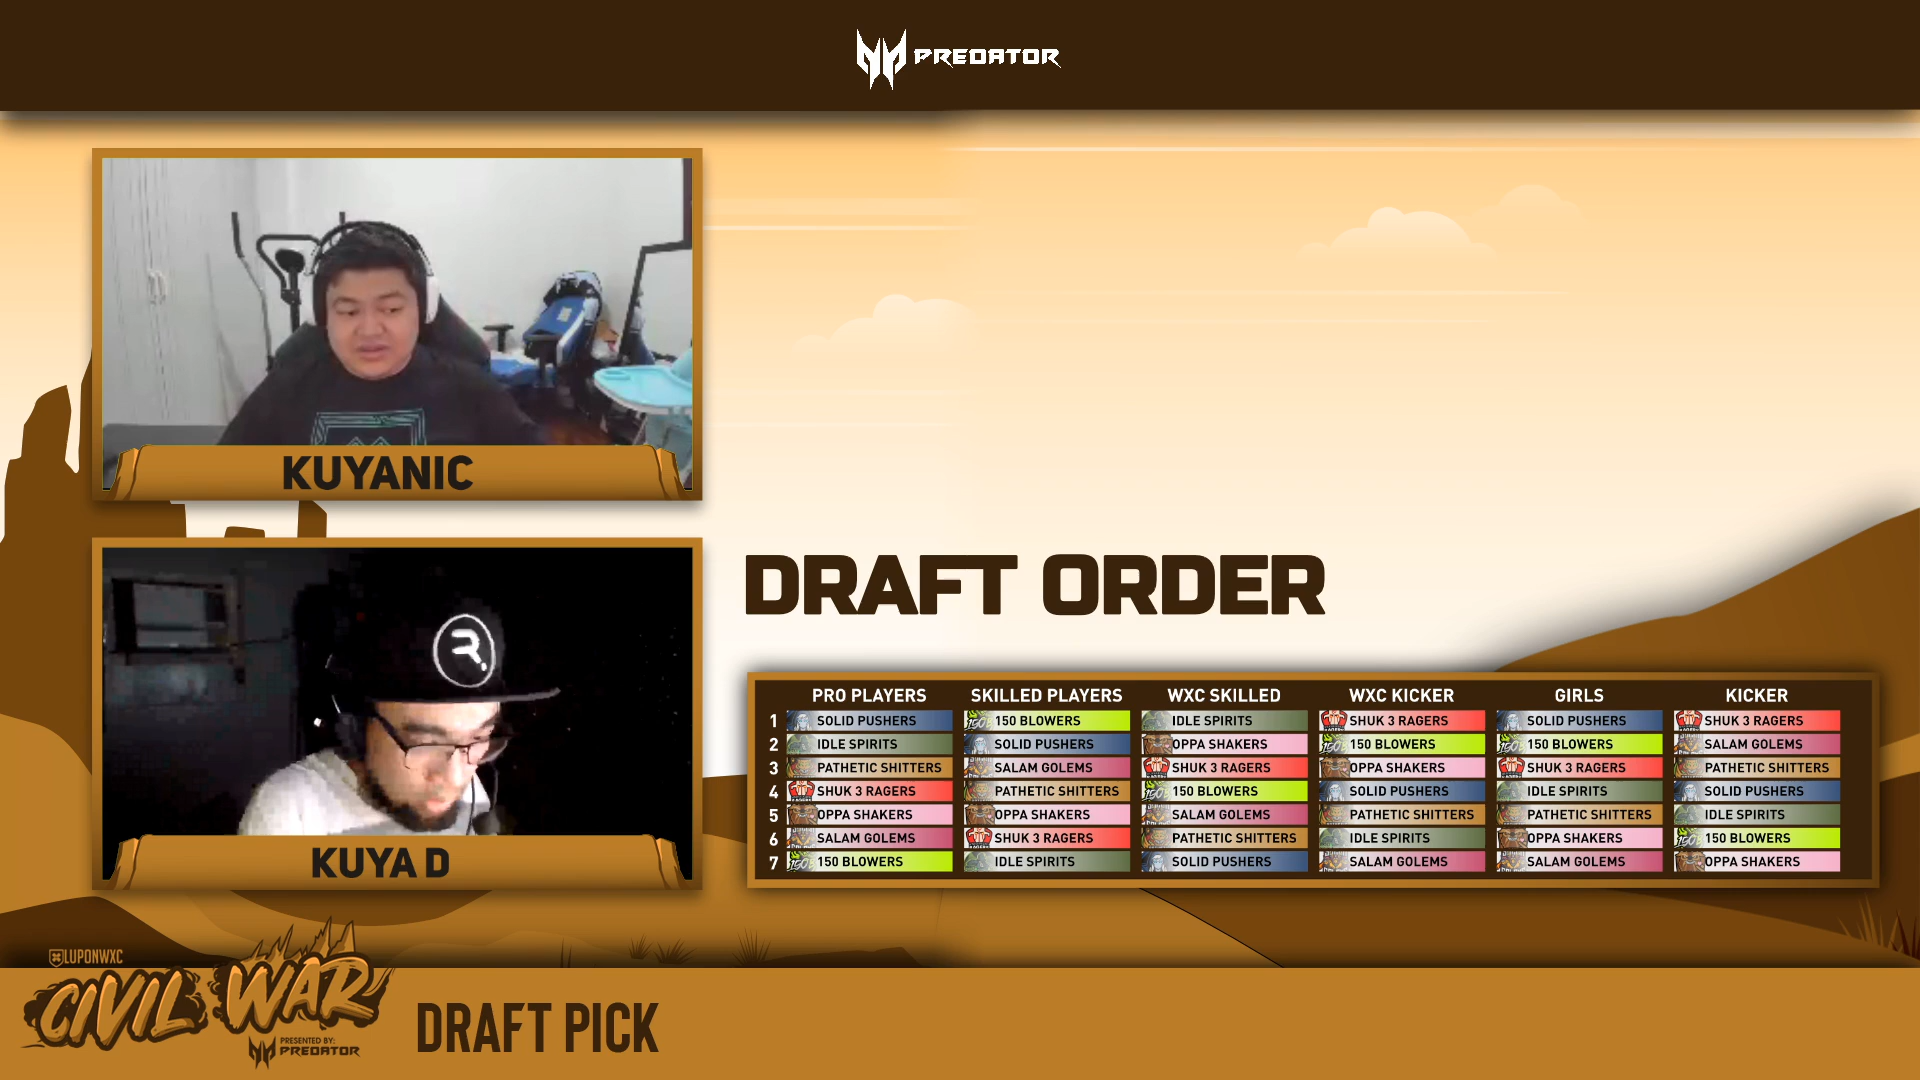 PREDATOR
KUYANIC
KUYA D
DRAFT ORDER
PRO PLAYERS SKILLED PLAYERS WXC SKILLED WXC KICKER GIRLS KICKER
1 SOLID PUSHERS 150 BLOWERS IDLE SPIRITS SHUK 3 RAGERS SOLID PUSHERS SHUK 3 RAGERS
2 IDLE SPIRITS SOLID PUSHERS OPPA SHAKERS 150 BLOWERS 150 BLOWERS SALAM GOLEMS
3 PATHETIC SHITTERS SALAM GOLEMS SHUK 3 RAGERS OPPA SHAKERS SHUK 3 RAGERS PATHETIC SHITTERS
4 SHUK 3 RAGERS PATHETIC SHITTERS 150 BLOWERS SOLID PUSHERS IDLE SPIRITS SOLID PUSHERS
5 OPPA SHAKERS OPPA SHAKERS SALAM GOLEMS PATHETIC SHITTERS PATHETIC SHITTERS IDLE SPIRITS
6 SALAM GOLEMS SHUK 3 RAGERS PATHETIC SHITTERS IDLE SPIRITS OPPA SHAKERS 150 BLOWERS
7 150 BLOWERS IDLE SPIRITS SOLID PUSHERS SALAM GOLEMS SALAM GOLEMS OPPA SHAKERS
LUPONWXC
CIVIL WAR
PRESENTED BY:
PREDATOR
DRAFT PICK